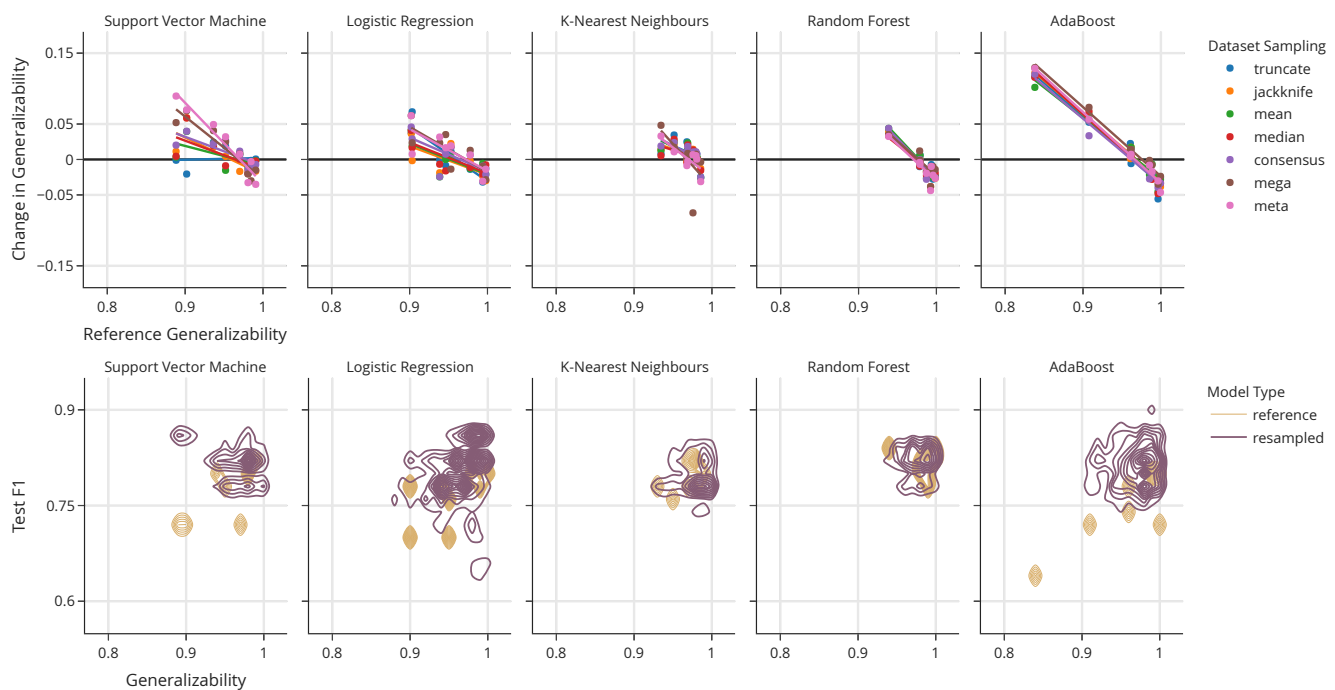 Support Vector Machine
Logistic Regression
K-Nearest Neighbours
Random Forest
AdaBoost
Change in Generalizability
0.15
0.05
0
−0.05
−0.15
0.8 0.9 1
0.8 0.9 1
0.8 0.9 1
0.8 0.9 1
0.8 0.9 1
Reference Generalizability
Dataset Sampling
truncate
jackknife
mean
median
consensus
mega
meta
Support Vector Machine
Logistic Regression
K-Nearest Neighbours
Random Forest
AdaBoost
Test F1
0.9
0.75
0.6
0.8 0.9 1
0.8 0.9 1
0.8 0.9 1
0.8 0.9 1
0.8 0.9 1
Generalizability
Model Type
reference
resampled